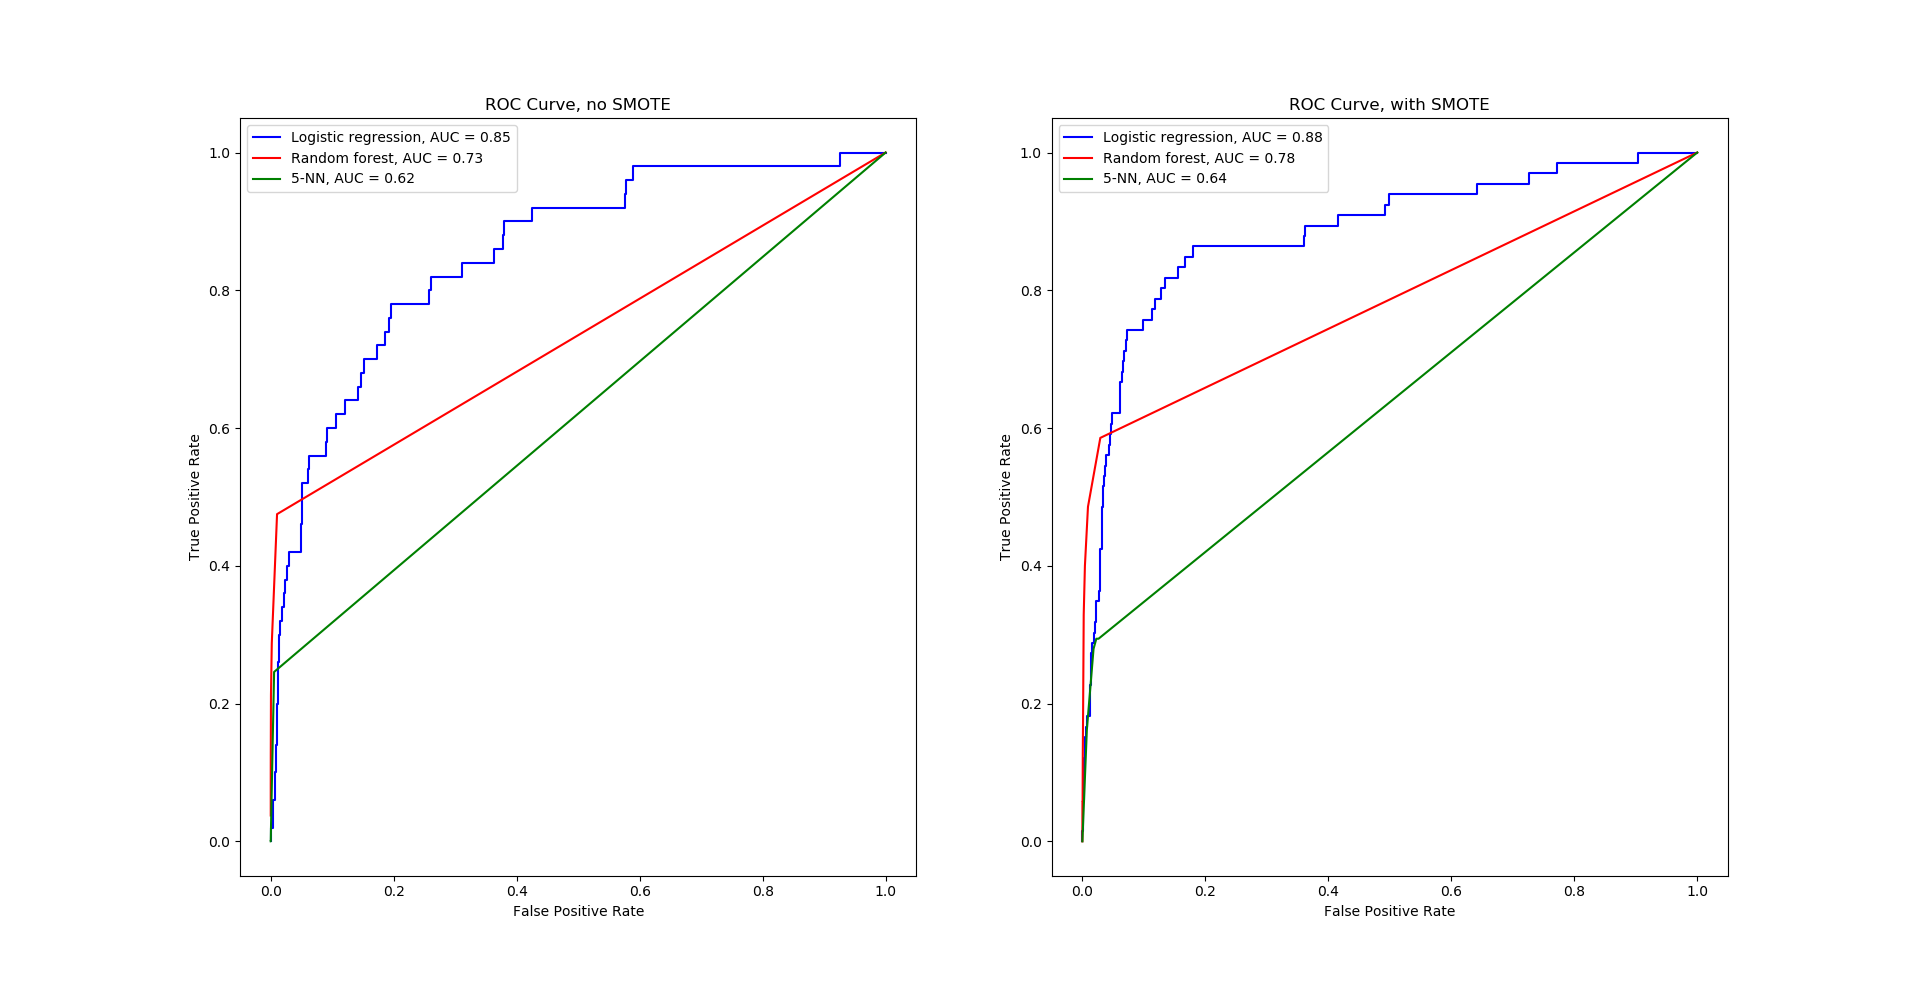 ROC Curve, no SMOTE
Logistic regression, AUC = 0.85
Random forest, AUC = 0.73
5-NN, AUC = 0.62
1.0
0.8
0.6
0.4
0.2
0.0
True Positive Rate
0.0 0.2 0.4 0.6 0.8 1.0
False Positive Rate
ROC Curve, with SMOTE
Logistic regression, AUC = 0.88
Random forest, AUC = 0.78
5-NN, AUC = 0.64
1.0
0.8
0.6
0.4
0.2
0.0
True Positive Rate
0.0 0.2 0.4 0.6 0.8 1.0
False Positive Rate